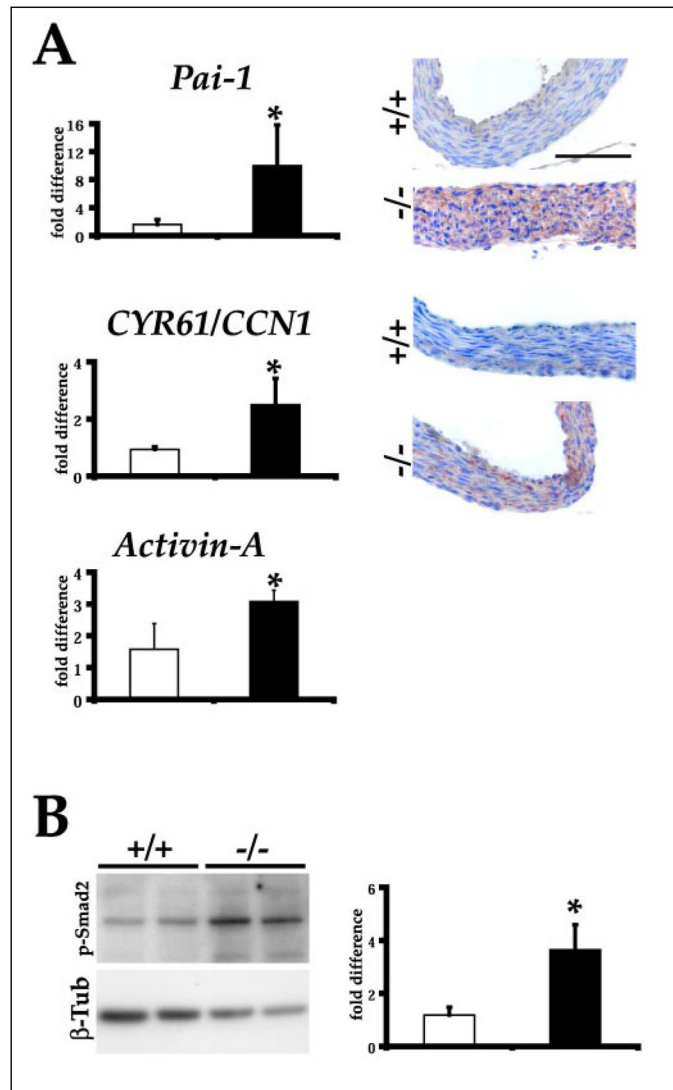 A
Pai-1
fold difference
16
12
8
4
0
*
+/+
-/-
CYR61/CCN1
fold difference
4
2
0
*
+/+
-/-
Activin-A
fold difference
4
3
2
1
0
*
B
+/+ -/-
p-Smad2
β-Tub
fold difference
6
4
2
0
*